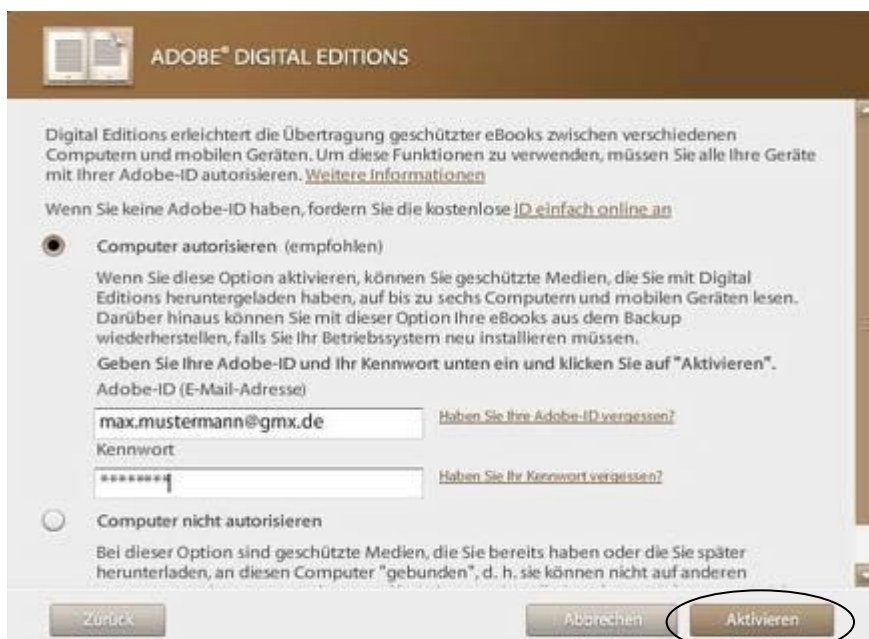 ADOBE® DIGITAL EDITIONS
Digital Editions erleichtert die Übertragung geschützter eBooks zwischen verschiedenen
Computern und mobilen Geräten. Um diese Funktionen zu verwenden, müssen Sie alle Ihre Geräte
mit Ihrer Adobe-ID autorisieren. Weitere Informationen
Wenn Sie keine Adobe-ID haben, fordern Sie die kostenlose ID einfach online an
Computer autorisieren (empfohlen)
Wenn Sie diese Option aktivieren, können Sie geschützte Medien, die Sie mit Digital
Editions heruntergeladen haben, auf bis zu sechs Computern und mobilen Geräten lesen.
Darüber hinaus können Sie mit dieser Option Ihre eBooks aus dem Backup
wiederherstellen, falls Sie Ihr Betriebssystem neu installieren müssen.
Geben Sie Ihre Adobe-ID und Ihr Kennwort unten ein und klicken Sie auf "Aktivieren".
Adobe-ID (E-Mail-Adresse)
max.mustermann@gmx.de Haben Sie Ihre Adobe-ID vergessen?
Kennwort
******** Haben Sie Ihr Kennwort vergessen?
Computer nicht autorisieren
Bei dieser Option sind geschützte Medien, die Sie bereits haben oder die Sie später
herunterladen, an diesen Computer "gebunden", d. h. sie können nicht auf anderen
Zurück Abbrechen Aktivieren